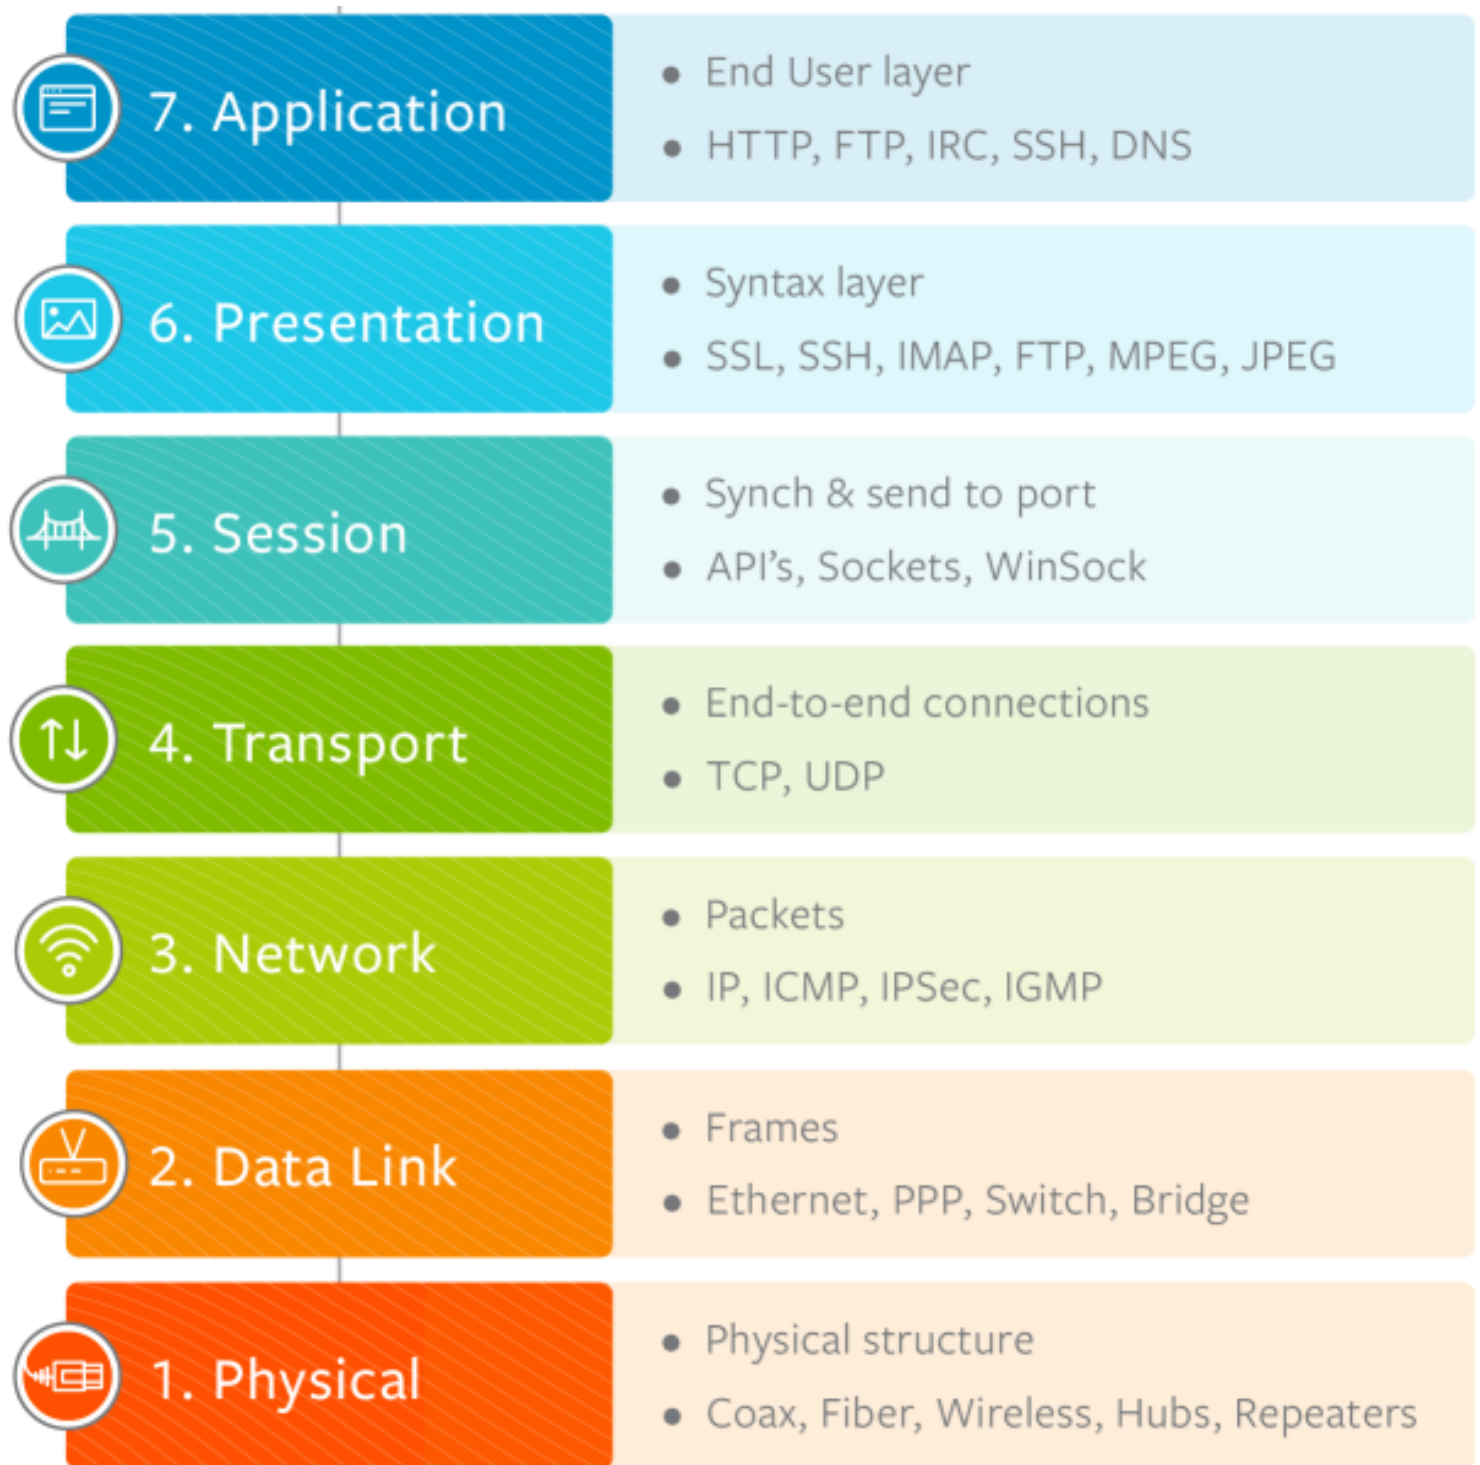 7. Application
• End User layer
• HTTP, FTP, IRC, SSH, DNS
6. Presentation
• Syntax layer
• SSL, SSH, IMAP, FTP, MPEG, JPEG
5. Session
• Synch & send to port
• API’s, Sockets, WinSock
4. Transport
• End-to-end connections
• TCP, UDP
3. Network
• Packets
• IP, ICMP, IPSec, IGMP
2. Data Link
• Frames
• Ethernet, PPP, Switch, Bridge
1. Physical
• Physical structure
• Coax, Fiber, Wireless, Hubs, Repeaters